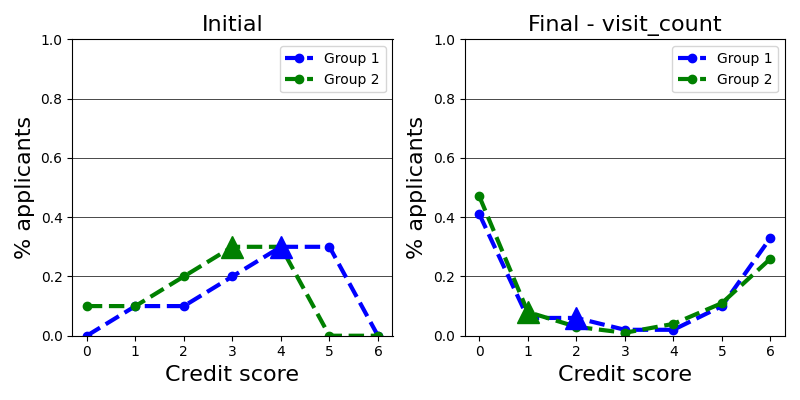 Initial
1.0
0.8
0.6
0.4
0.2
0.0
% applicants
Group 1
Group 2
0 1 2 3 4 5 6
Credit score
Final - visit_count
1.0
0.8
0.6
0.4
0.2
0.0
% applicants
Group 1
Group 2
0 1 2 3 4 5 6
Credit score